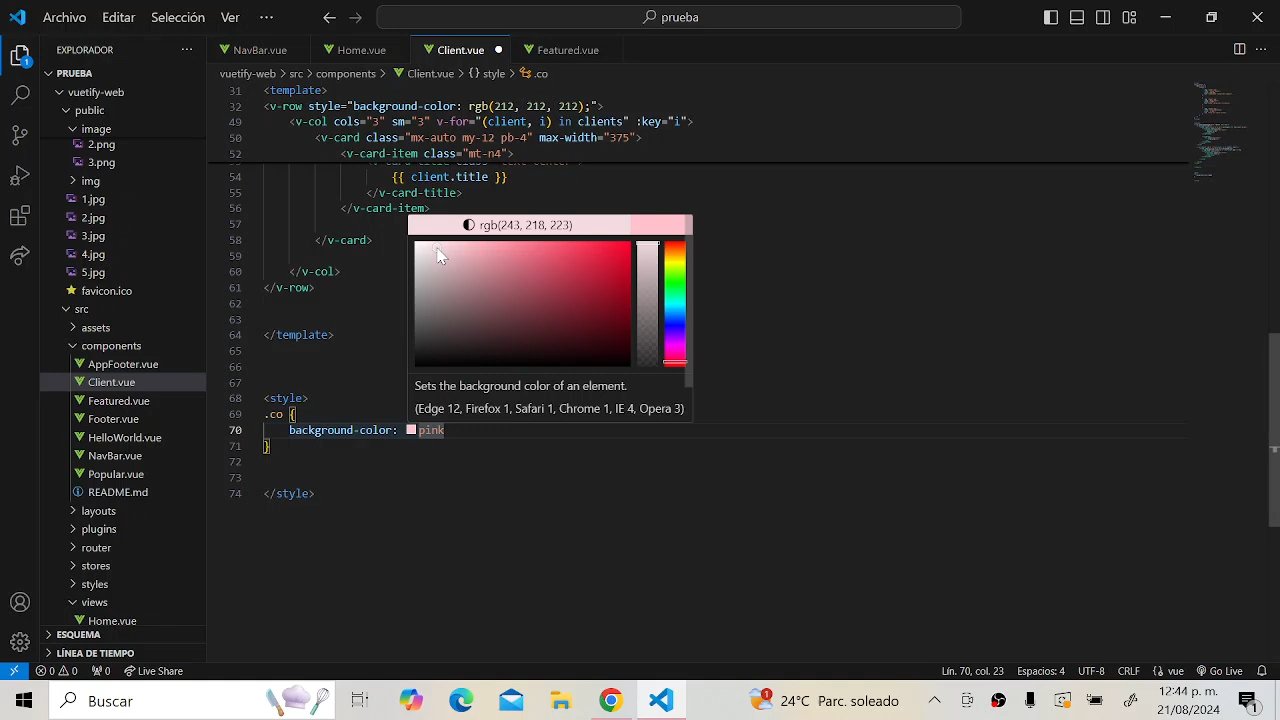 Archivo Editar Selección Ver ··· prueba
EXPLORADOR ···
NavBar.vue Home.vue Client.vue Featured.vue
PRUEBA
vuetify-web > src > components > Client.vue > {} style > .co
vuetify-web
public
image
2.png
3.png
img
1.jpg
2.jpg
3.jpg
4.jpg
5.jpg
favicon.ico
src
assets
components
AppFooter.vue
Client.vue
Featured.vue
Footer.vue
HelloWorld.vue
NavBar.vue
Popular.vue
README.md
layouts
plugins
router
stores
styles
views
Home.vue
ESQUEMA
LÍNEA DE TIEMPO
31 <template>
32 <v-row style="background-color: rgb(212, 212, 212);">
49 <v-col cols="3" sm="3" v-for="(client, i) in clients" :key="i">
50 <v-card class="mx-auto my-12 pb-4" max-width="375">
52 <v-card-item class="mt-n4">
54 {{ client.title }}
55 </v-card-title>
56 </v-card-item>
57
58 </v-card>
59
60 </v-col>
61 </v-row>
62
63
64 </template>
65
66
67
68 <style>
69 .co {
70 background-color: pink
71 }
72
73
74 </style>
rgb(243, 218, 223)
Sets the background color of an element.
(Edge 12, Firefox 1, Safari 1, Chrome 1, IE 4, Opera 3)
1
0 0 0 Live Share Lín. 70, col. 23 Espacios: 4 UTF-8 CRLF {} vue Go Live
Buscar 1 24°C Parc. soleado 12:44 p. m.
21/08/2024 1